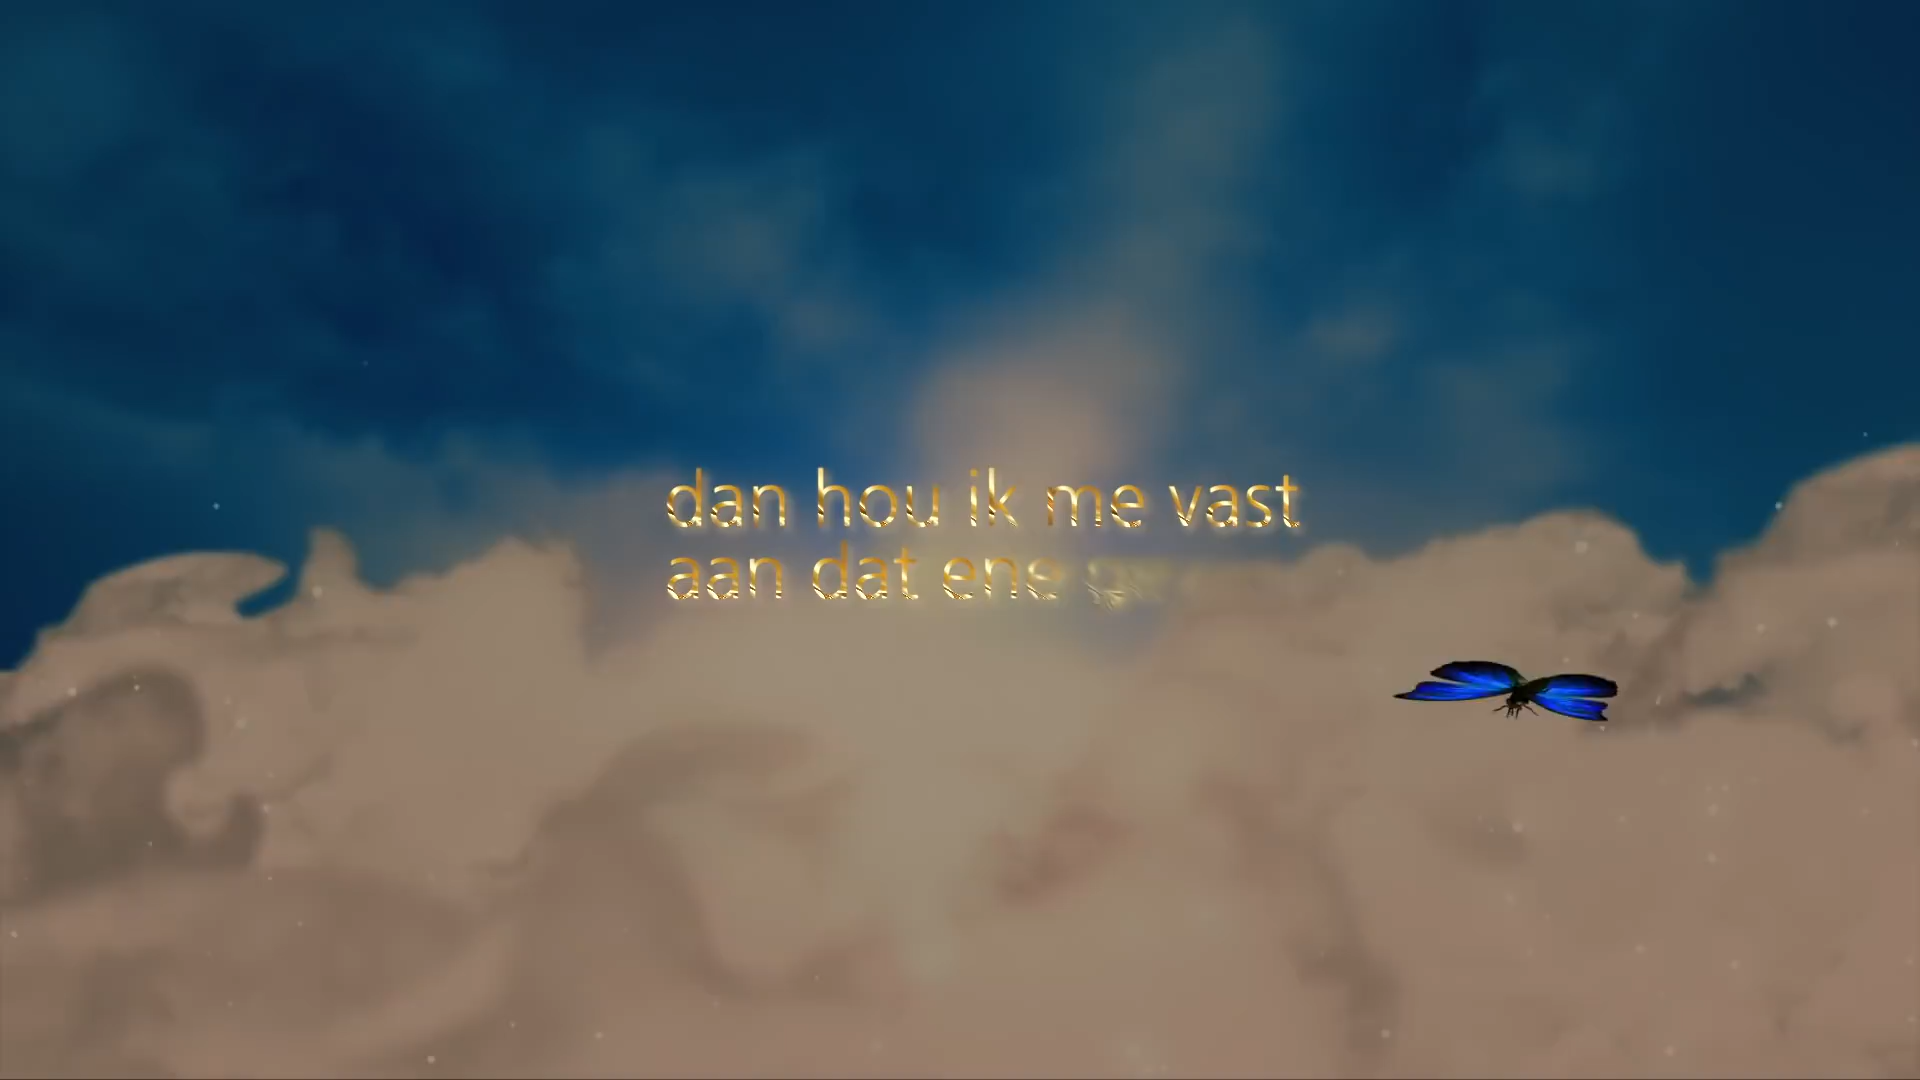 dan hou ik me vast
aan dat ene